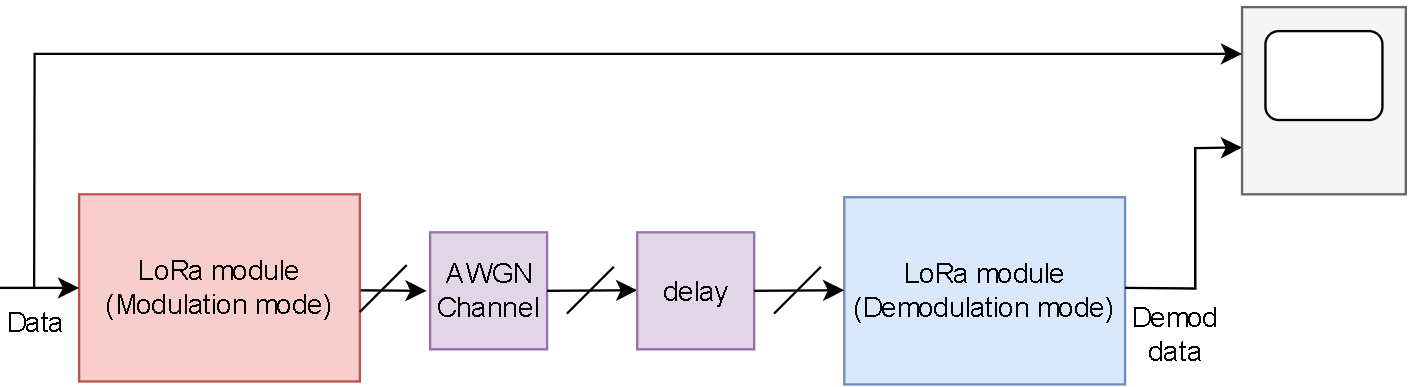 Data
LoRa module
(Modulation mode)
AWGN
Channel
delay
LoRa module
(Demodulation mode)
Demod
data